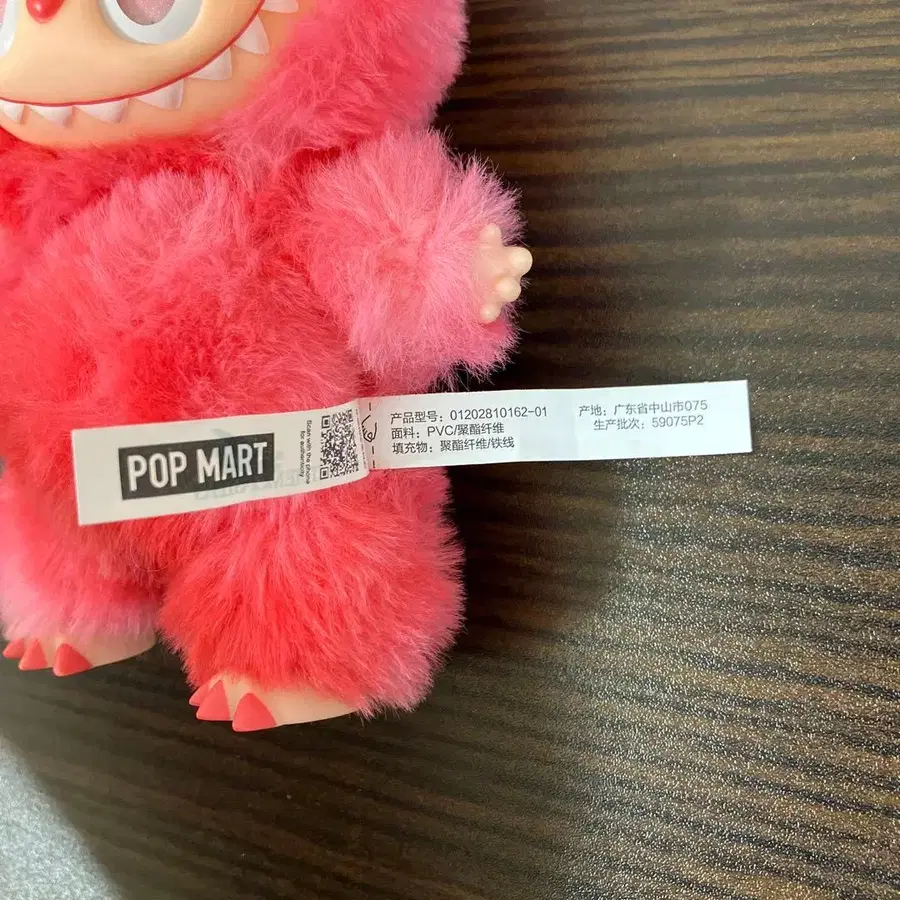 POP MART
Scan with the phone
for authenticity
产品型号: 01202810162-01
面料: PVC/聚酯纤维
填充物: 聚酯纤维/铁线
产地: 广东省中山市075
生产批次: 59075P2